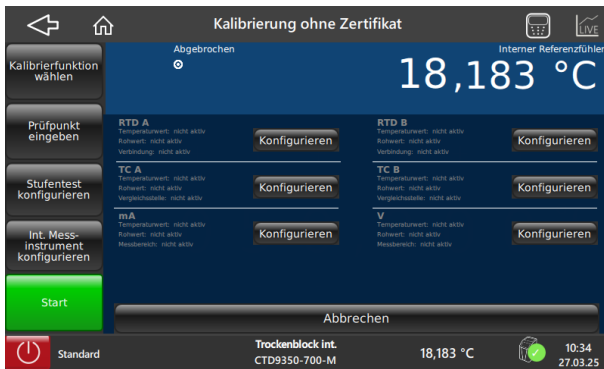 Kalibrierung ohne Zertifikat
LIVE
Kalibrierfunktion
wählen
Abgebrochen
Interner Referenzfühler
18,183 °C
Prüfpunkt
eingeben
RTD A
Temperaturwert: nicht aktiv
Rohwert: nicht aktiv
Verbindung: nicht aktiv
Konfigurieren
RTD B
Temperaturwert: nicht aktiv
Rohwert: nicht aktiv
Verbindung: nicht aktiv
Konfigurieren
Stufentest
konfigurieren
TC A
Temperaturwert: nicht aktiv
Rohwert: nicht aktiv
Vergleichsstelle: nicht aktiv
Konfigurieren
TC B
Temperaturwert: nicht aktiv
Rohwert: nicht aktiv
Vergleichsstelle: nicht aktiv
Konfigurieren
Int. Mess-
instrument
konfigurieren
mA
Temperaturwert: nicht aktiv
Rohwert: nicht aktiv
Messbereich: nicht aktiv
Konfigurieren
V
Temperaturwert: nicht aktiv
Rohwert: nicht aktiv
Messbereich: nicht aktiv
Konfigurieren
Start
Abbrechen
Standard
Trockenblock int.
CTD9350-700-M
18,183 °C
10:34
27.03.25